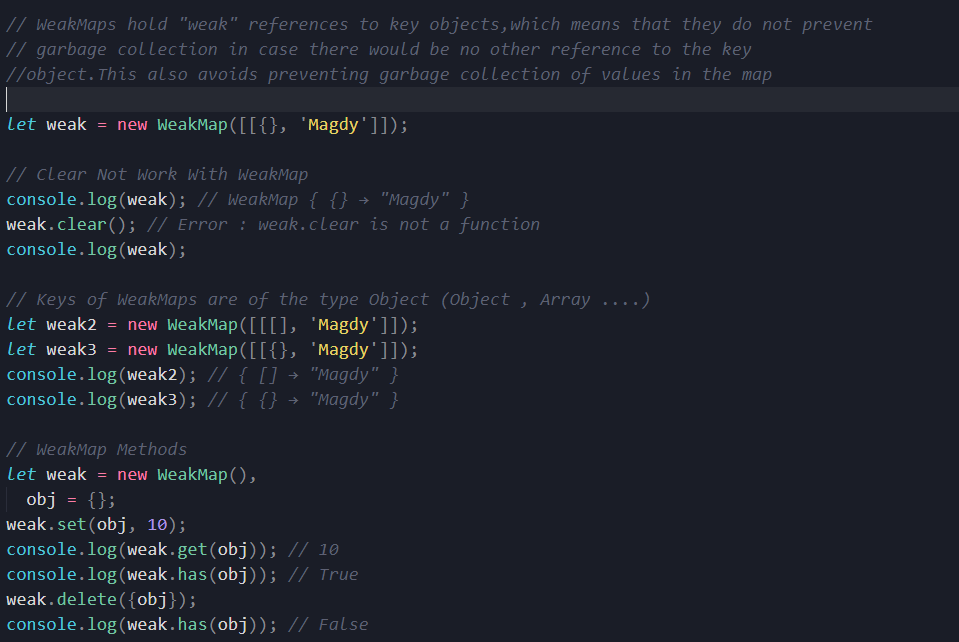 // WeakMaps hold "weak" references to key objects,which means that they do not prevent
// garbage collection in case there would be no other reference to the key
//object.This also avoids preventing garbage collection of values in the map
let weak = new WeakMap([[{}, 'Magdy']]);
// Clear Not Work With WeakMap
console.log(weak); // WeakMap { {} → "Magdy" }
weak.clear(); // Error : weak.clear is not a function
console.log(weak);
// Keys of WeakMaps are of the type Object (Object , Array ....)
let weak2 = new WeakMap([[[], 'Magdy']]);
let weak3 = new WeakMap([[{}, 'Magdy']]);
console.log(weak2); // { [] → "Magdy" }
console.log(weak3); // { {} → "Magdy" }
// WeakMap Methods
let weak = new WeakMap(),
  obj = {};
weak.set(obj, 10);
console.log(weak.get(obj)); // 10
console.log(weak.has(obj)); // True
weak.delete({obj});
console.log(weak.has(obj)); // False